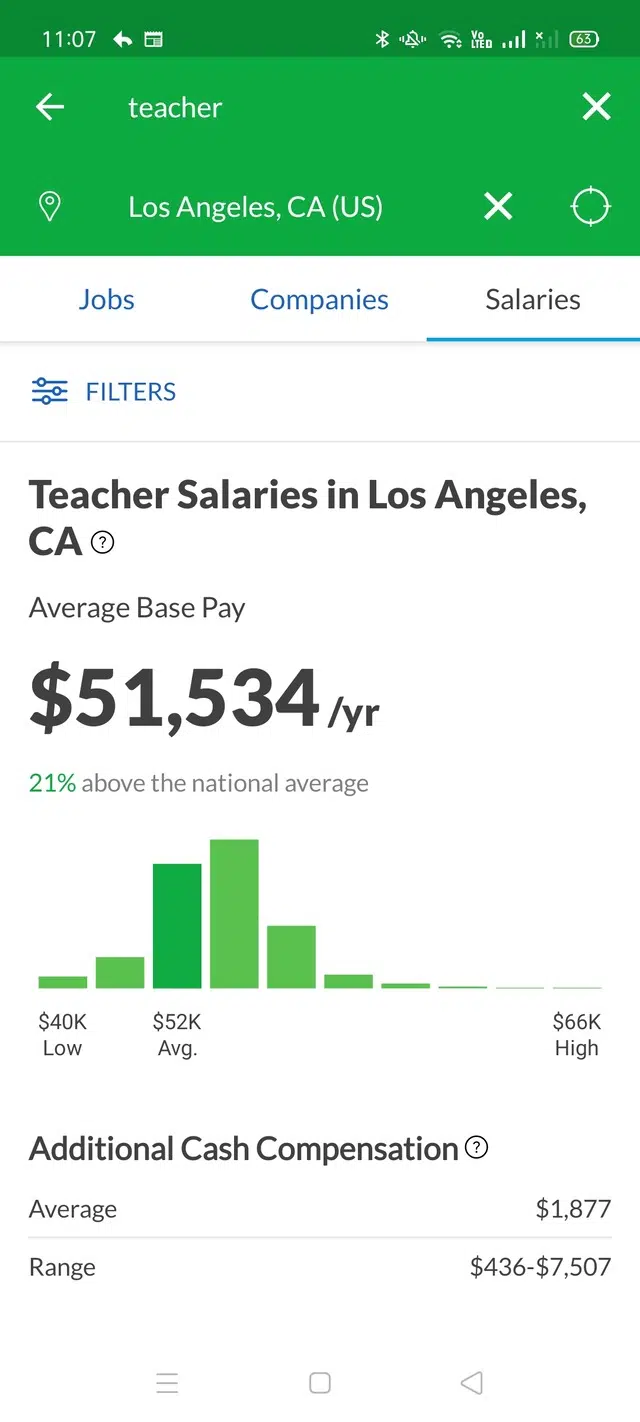 11:07
Vo
LTED
x
63
teacher
Los Angeles, CA (US)
Jobs Companies Salaries
FILTERS
Teacher Salaries in Los Angeles,
CA ?
Average Base Pay
$51,534 /yr
21% above the national average
$40K $52K $66K
Low Avg. High
Additional Cash Compensation ?
Average $1,877
Range $436-$7,507